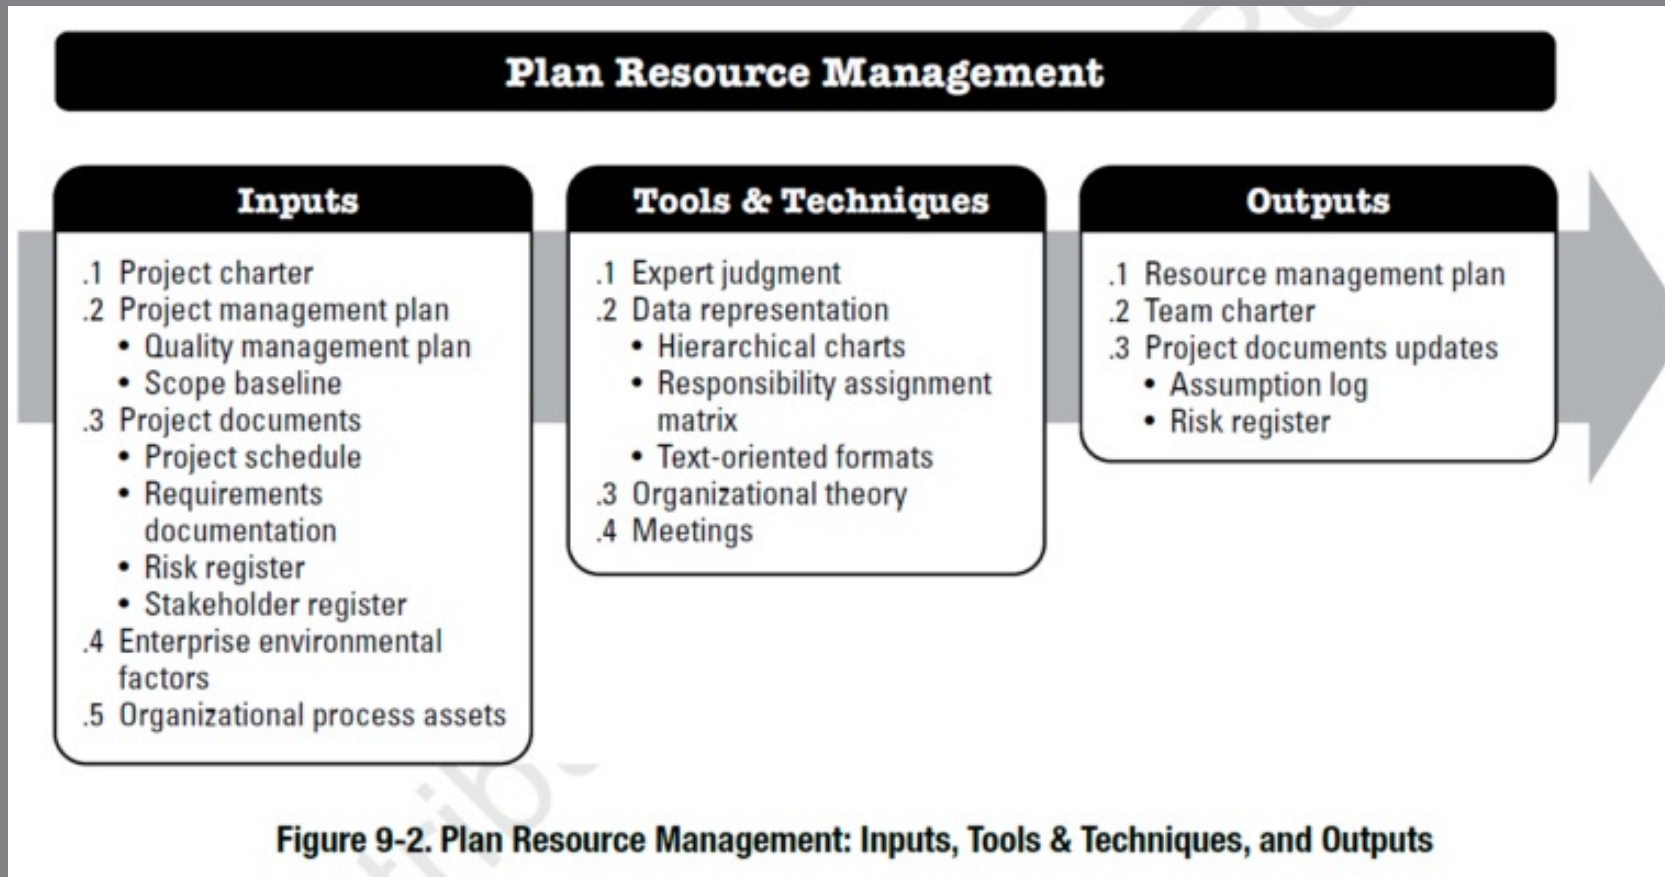 Plan Resource Management
Inputs
.1 Project charter
.2 Project management plan
• Quality management plan
• Scope baseline
.3 Project documents
• Project schedule
• Requirements
documentation
• Risk register
• Stakeholder register
.4 Enterprise environmental
factors
.5 Organizational process assets
Tools & Techniques
.1 Expert judgment
.2 Data representation
• Hierarchical charts
• Responsibility assignment
matrix
• Text-oriented formats
.3 Organizational theory
.4 Meetings
Outputs
.1 Resource management plan
.2 Team charter
.3 Project documents updates
• Assumption log
• Risk register
Figure 9-2. Plan Resource Management: Inputs, Tools & Techniques, and Outputs